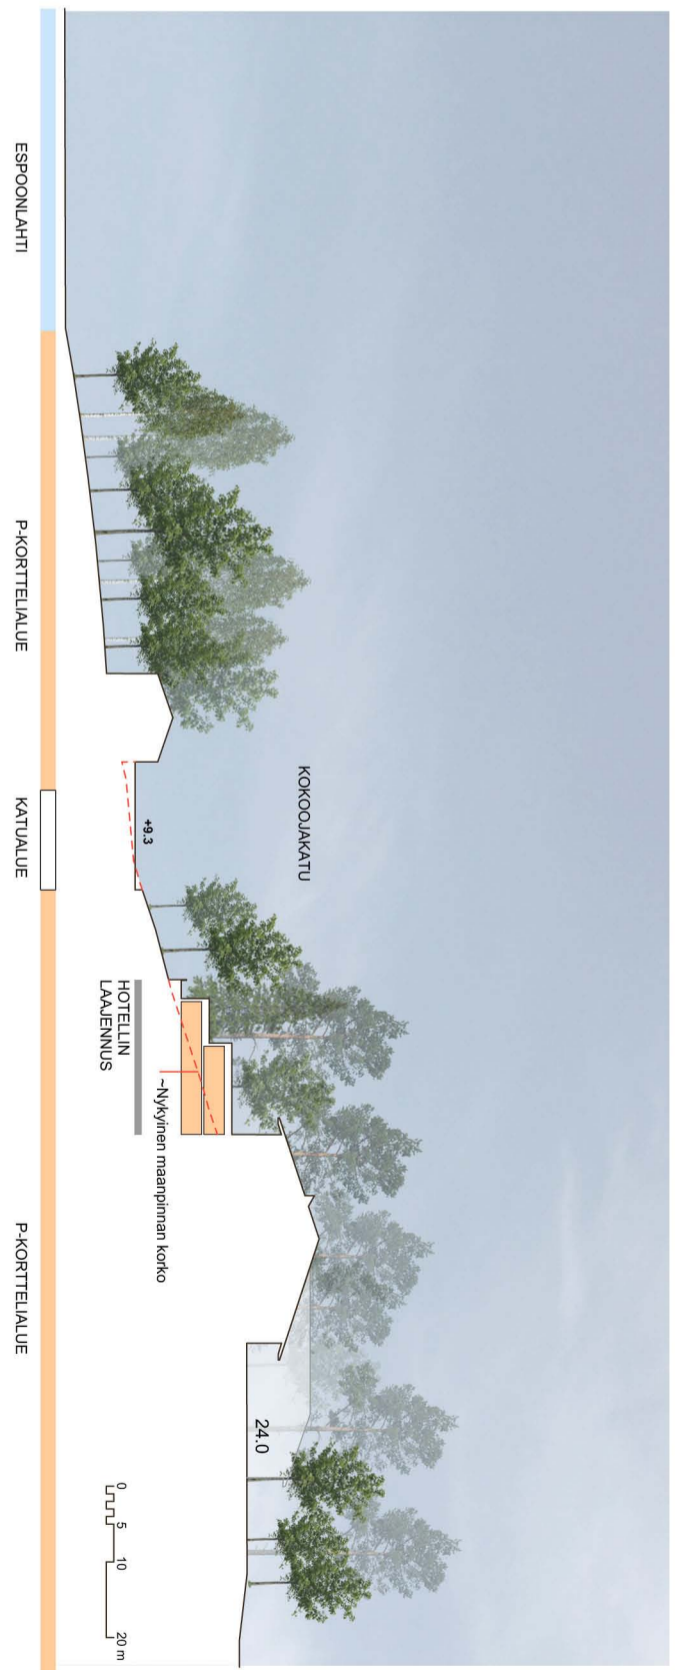 KOKOOJAKATU
+9.3
24.0
HOTELLIN
LAAJENNUS
~Nykyinen maanpinnan korko
0 5 10 20 m
ESPOONLAHTI
P-KORTTELIALUE
KATUALUE
P-KORTTELIALUE